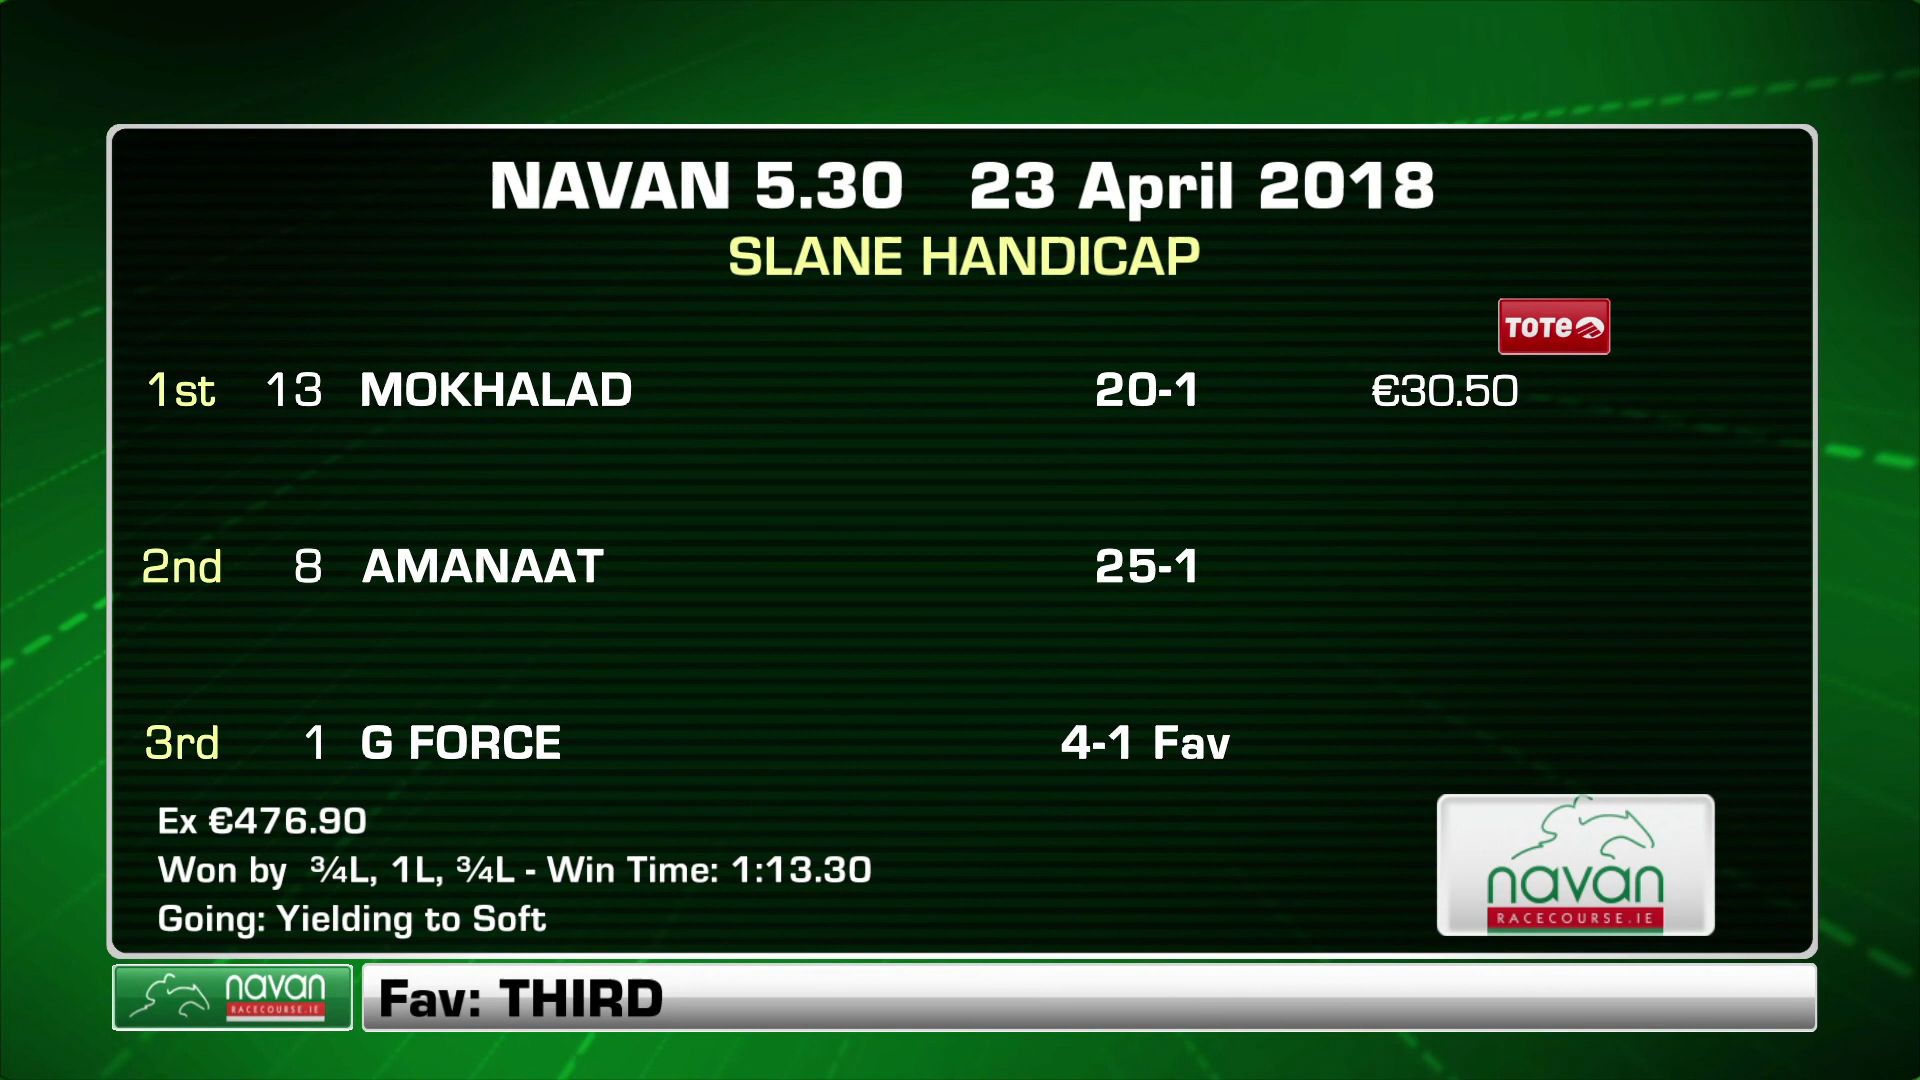 NAVAN 5.30 23 April 2018
SLANE HANDICAP
TOTE
1st 13 MOKHALAD 20-1 €30.50
2nd 8 AMANAAT 25-1
3rd 1 G FORCE 4-1 Fav
Ex €476.90
Won by ¾L, 1L, ¾L - Win Time: 1:13.30
Going: Yielding to Soft
navan
RACECOURSE.IE
navan
RACECOURSE.IE
Fav: THIRD